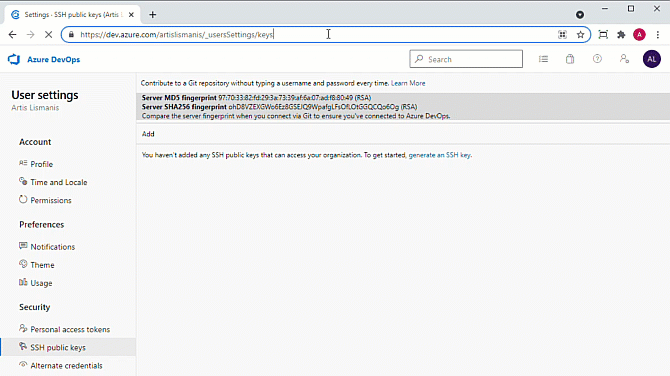 Settings - SSH public keys (Artis L
https://dev.azure.com/artislismanis/_usersSettings/keys
A
Azure DevOps
Search
AL
User settings
Artis Lismanis
Account
Profile
Time and Locale
Permissions
Preferences
Notifications
Theme
Usage
Security
Personal access tokens
SSH public keys
Alternate credentials
Contribute to a Git repository without typing a username and password every time. Learn More
Server MD5 fingerprint 97:70:33:82:fd:29:3a:73:39:af:6a:07:ad:f8:80:49 (RSA)
Server SHA256 fingerprint ohD8VZEXGWo6Ez8GSEJQ9WpafgLFsOfLOtGGQCQo6Og (RSA)
Compare the server fingerprint when you connect via Git to ensure you've connected to Azure DevOps.
Add
You haven't added any SSH public keys that can access your organization. To get started, generate an SSH key.